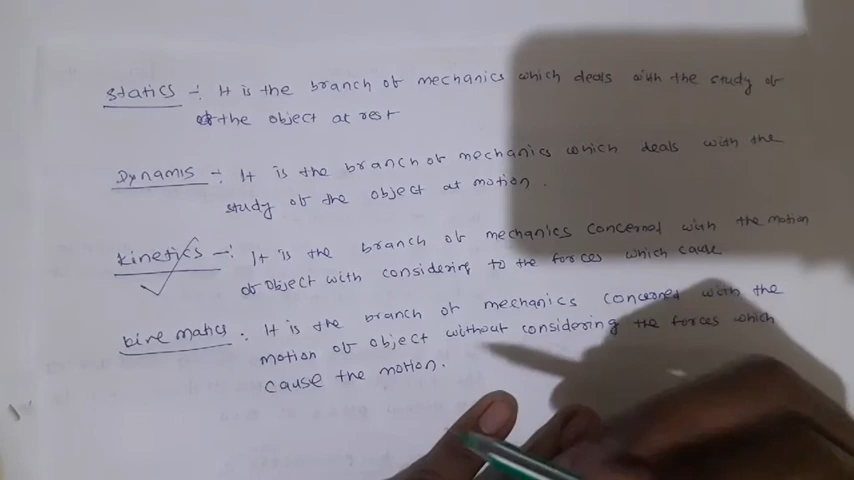 Statics -: It is the branch of mechanics which deals with the study of
the object at rest
Dynamis -: It is the branch of mechanics which deals with the
study of the object at motion.
Kinetics -: It is the branch of mechanics concerned with the motion
of object with considering to the forces which cause
Kinematics : It is the branch of mechanics concerned with the
motion of object without considering the forces which
cause the motion.